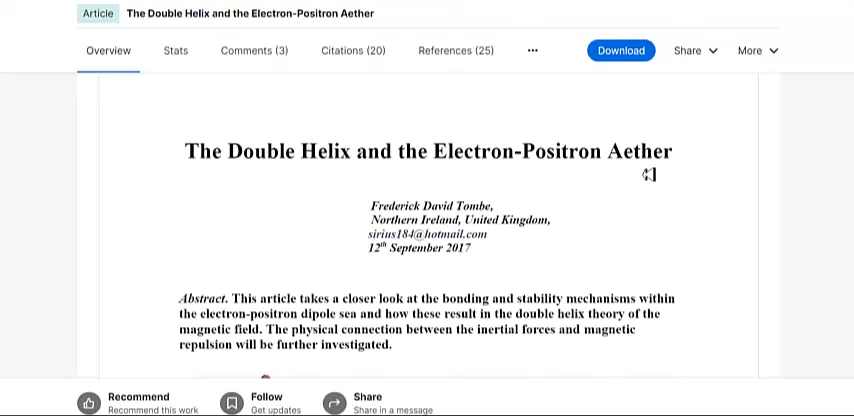 Article The Double Helix and the Electron-Positron Aether
Overview Stats Comments (3) Citations (20) References (25) ••• Download Share More
The Double Helix and the Electron-Positron Aether
Frederick David Tombe,
Northern Ireland, United Kingdom,
sirius184@hotmail.com
12th September 2017
Abstract. This article takes a closer look at the bonding and stability mechanisms within
the electron-positron dipole sea and how these result in the double helix theory of the
magnetic field. The physical connection between the inertial forces and magnetic
repulsion will be further investigated.
Recommend Follow Share
Recommend this work Get updates Share in a message